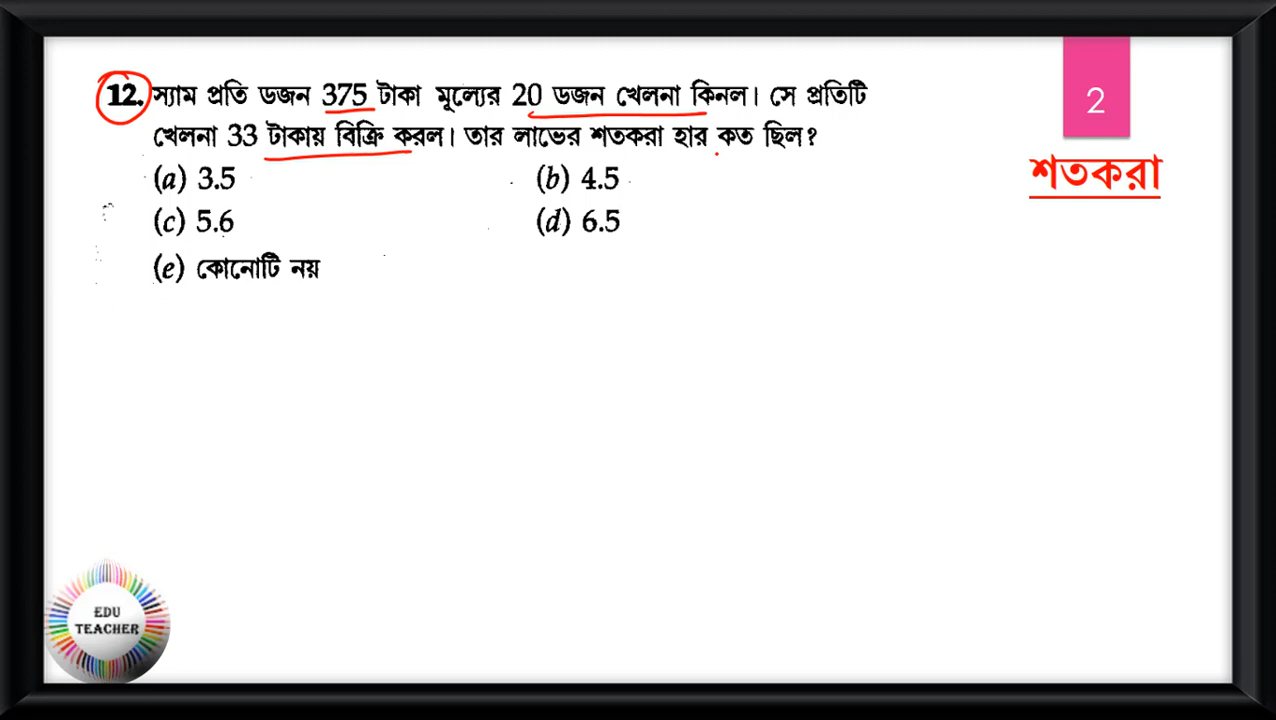 12. স্যাম প্রতি ডজন 375 টাকা মূল্যের 20 ডজন খেলনা কিনল। সে প্রতিটি
খেলনা 33 টাকায় বিক্রি করল। তার লাভের শতকরা হার কত ছিল?
(a) 3.5 (b) 4.5
(c) 5.6 (d) 6.5
(e) কোনোটি নয়
2
শতকরা
EDU
TEACHER